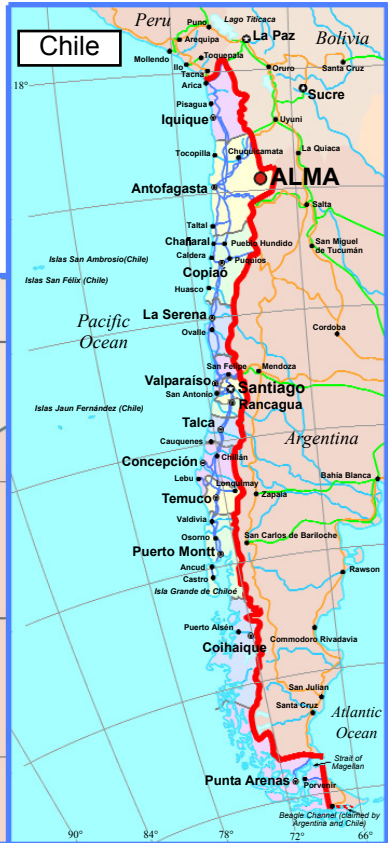 Chile
Peru
Puno
Lago Titicaca
La Paz
Bolivia
Arequipa
Mollendo
Toquepala
Ilo
Oruro
Santa Cruz
Tacna
18°
Arica
Sucre
Pisagua
Iquique
Uyuni
Tocopilla
Chuquicamata
La Quiaca
ALMA
Antofagasta
Salta
Taltal
Chañaral
Pueblo Hundido
San Miguel
de Tucumán
Islas San Ambrosio(Chile)
Caldera
Puquios
Copiaó
Islas San Félix (Chile)
Huasco
La Serena
Pacific
Ocean
Ovalle
Cordoba
San Felipe
Mendoza
Valparaíso
Santiago
San Antonio
Rancagua
Islas Jaun Fernández (Chile)
Talca
Argentina
Cauquenes
Chillán
Concepción
Bahía Blanca
Lebu
Lonquimay
Temuco
Zapala
Valdivia
Osorno
San Carlos de Bariloche
Puerto Montt
Ancud
Rawson
Castro
Isla Grande de Chiloé
Puerto Alsén
Commodoro Rivadavia
Coihaique
San Julián
Santa Cruz
Atlantic
Ocean
Strait of
Magellan
Punta Arenas
Porvenir
Beagle Channel (claimed by
Argentina and Chile)
90°
84°
78°
72°
66°